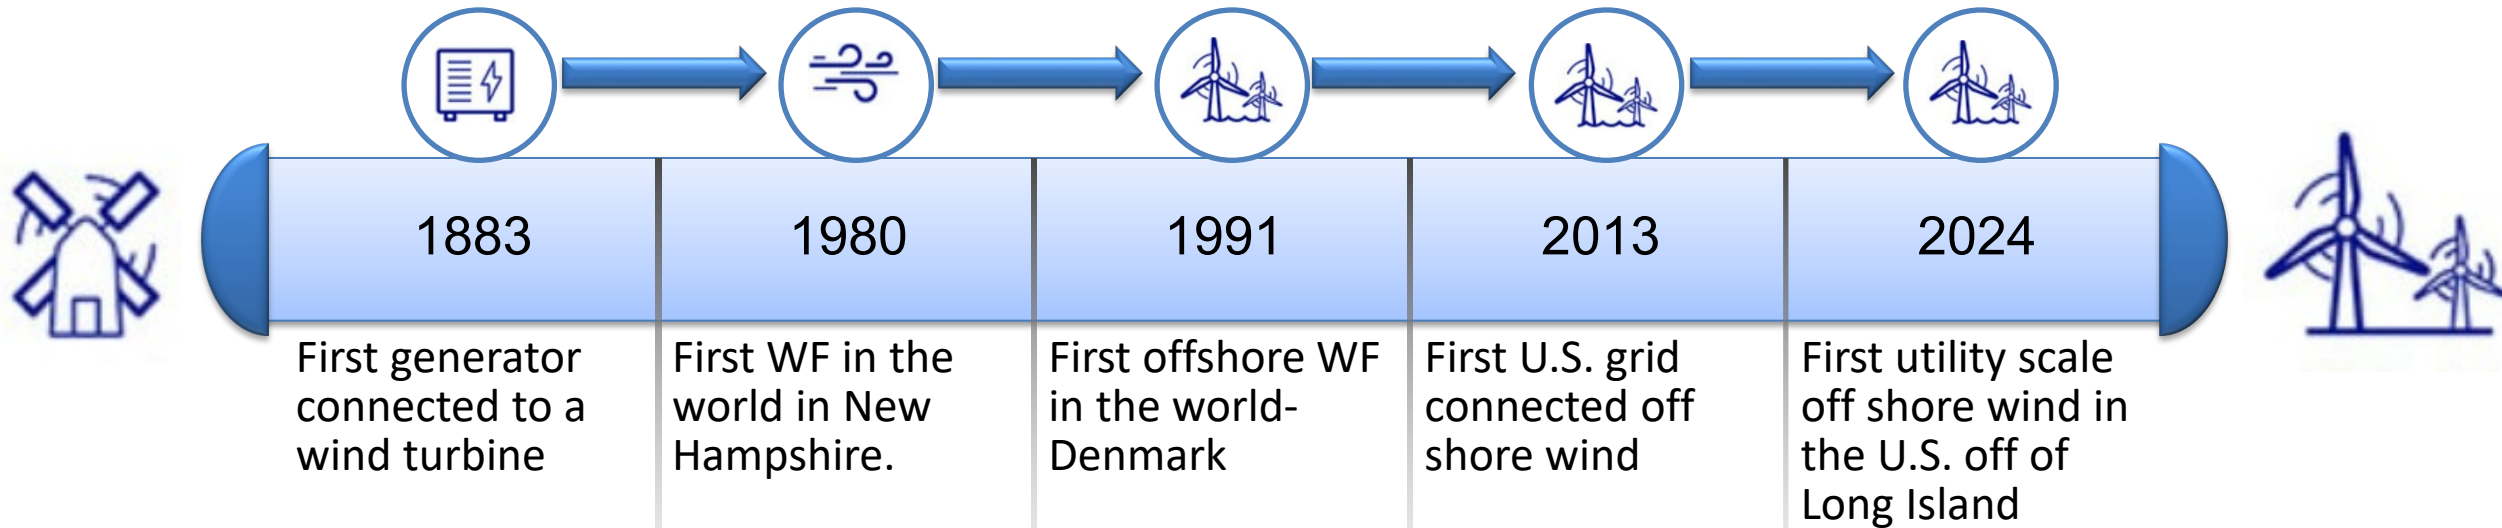 1883
First generator
connected to a
wind turbine
1980
First WF in the
world in New
Hampshire.
1991
First offshore WF
in the world-
Denmark
2013
First U.S. grid
connected off
shore wind
2024
First utility scale
off shore wind in
the U.S. off of
Long Island